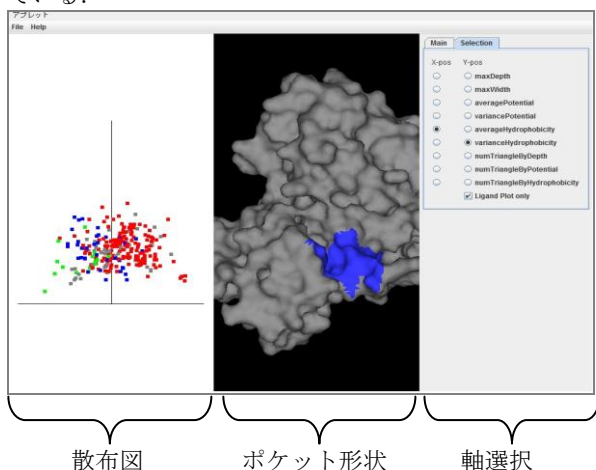 ている.
アプレット
File Help
Main Selection
X-pos Y-pos
maxDepth
maxWidth
averagePotential
variancePotential
averageHydrophobicity
varianceHydrophobicity
numTriangleByDepth
numTriangleByPotential
numTriangleByHydrophobicity
Ligand Plot only
散布図 ポケット形状 軸選択